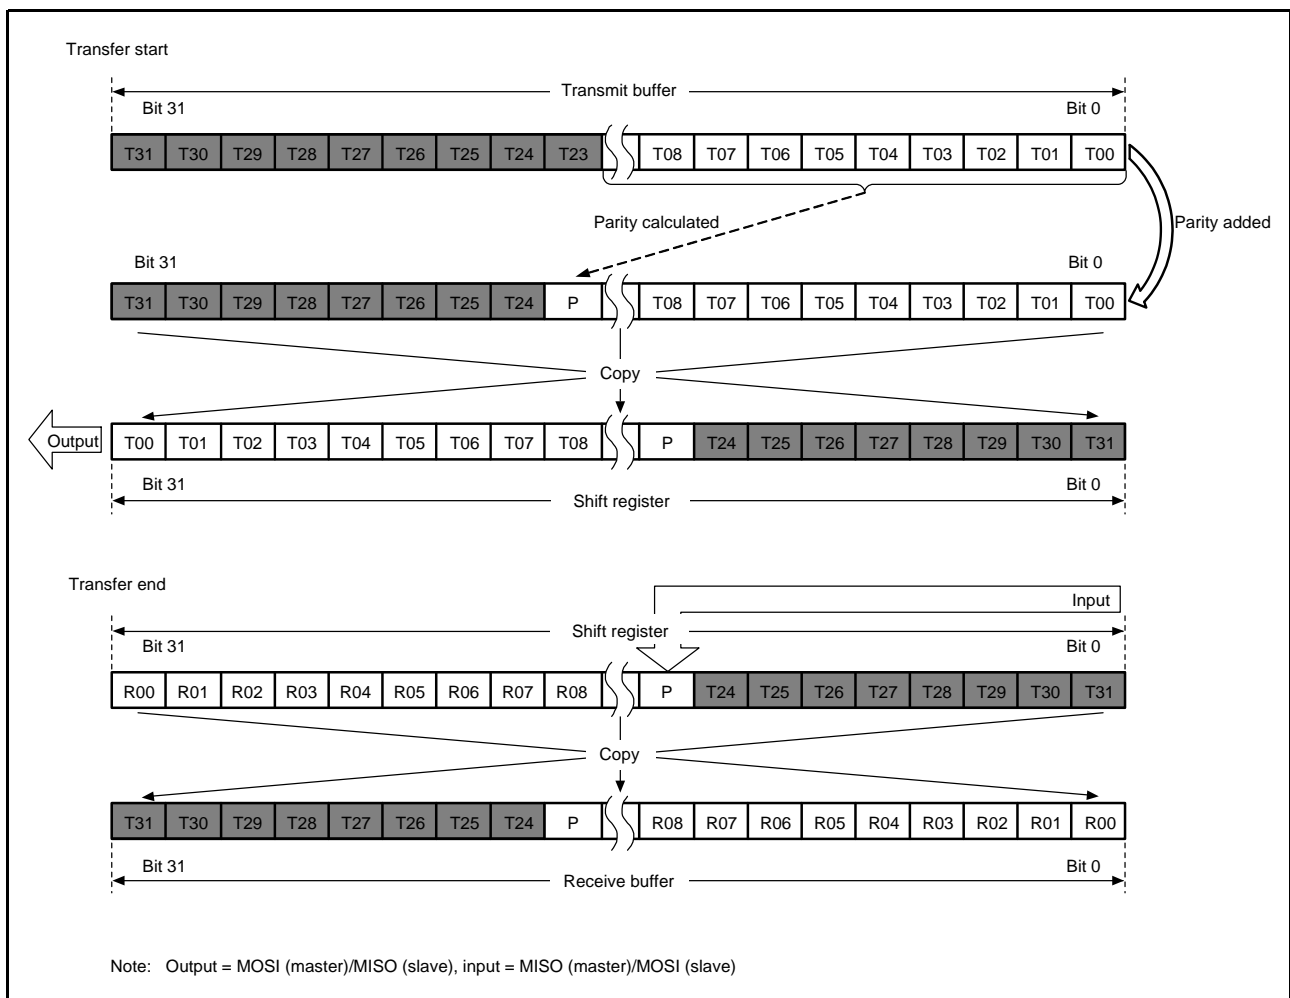 Transfer start
Transmit buffer
Bit 31 Bit 0
T31 T30 T29 T28 T27 T26 T25 T24 T23 T08 T07 T06 T05 T04 T03 T02 T01 T00
Parity calculated Parity added
Bit 31 Bit 0
T31 T30 T29 T28 T27 T26 T25 T24 P T08 T07 T06 T05 T04 T03 T02 T01 T00
Copy
Output T00 T01 T02 T03 T04 T05 T06 T07 T08 P T24 T25 T26 T27 T28 T29 T30 T31
Bit 31 Bit 0
Shift register
Transfer end
Input
Shift register
Bit 31 Bit 0
R00 R01 R02 R03 R04 R05 R06 R07 R08 P T24 T25 T26 T27 T28 T29 T30 T31
Copy
T31 T30 T29 T28 T27 T26 T25 T24 P R08 R07 R06 R05 R04 R03 R02 R01 R00
Bit 31 Bit 0
Receive buffer
Note: Output = MOSI (master)/MISO (slave), input = MISO (master)/MOSI (slave)